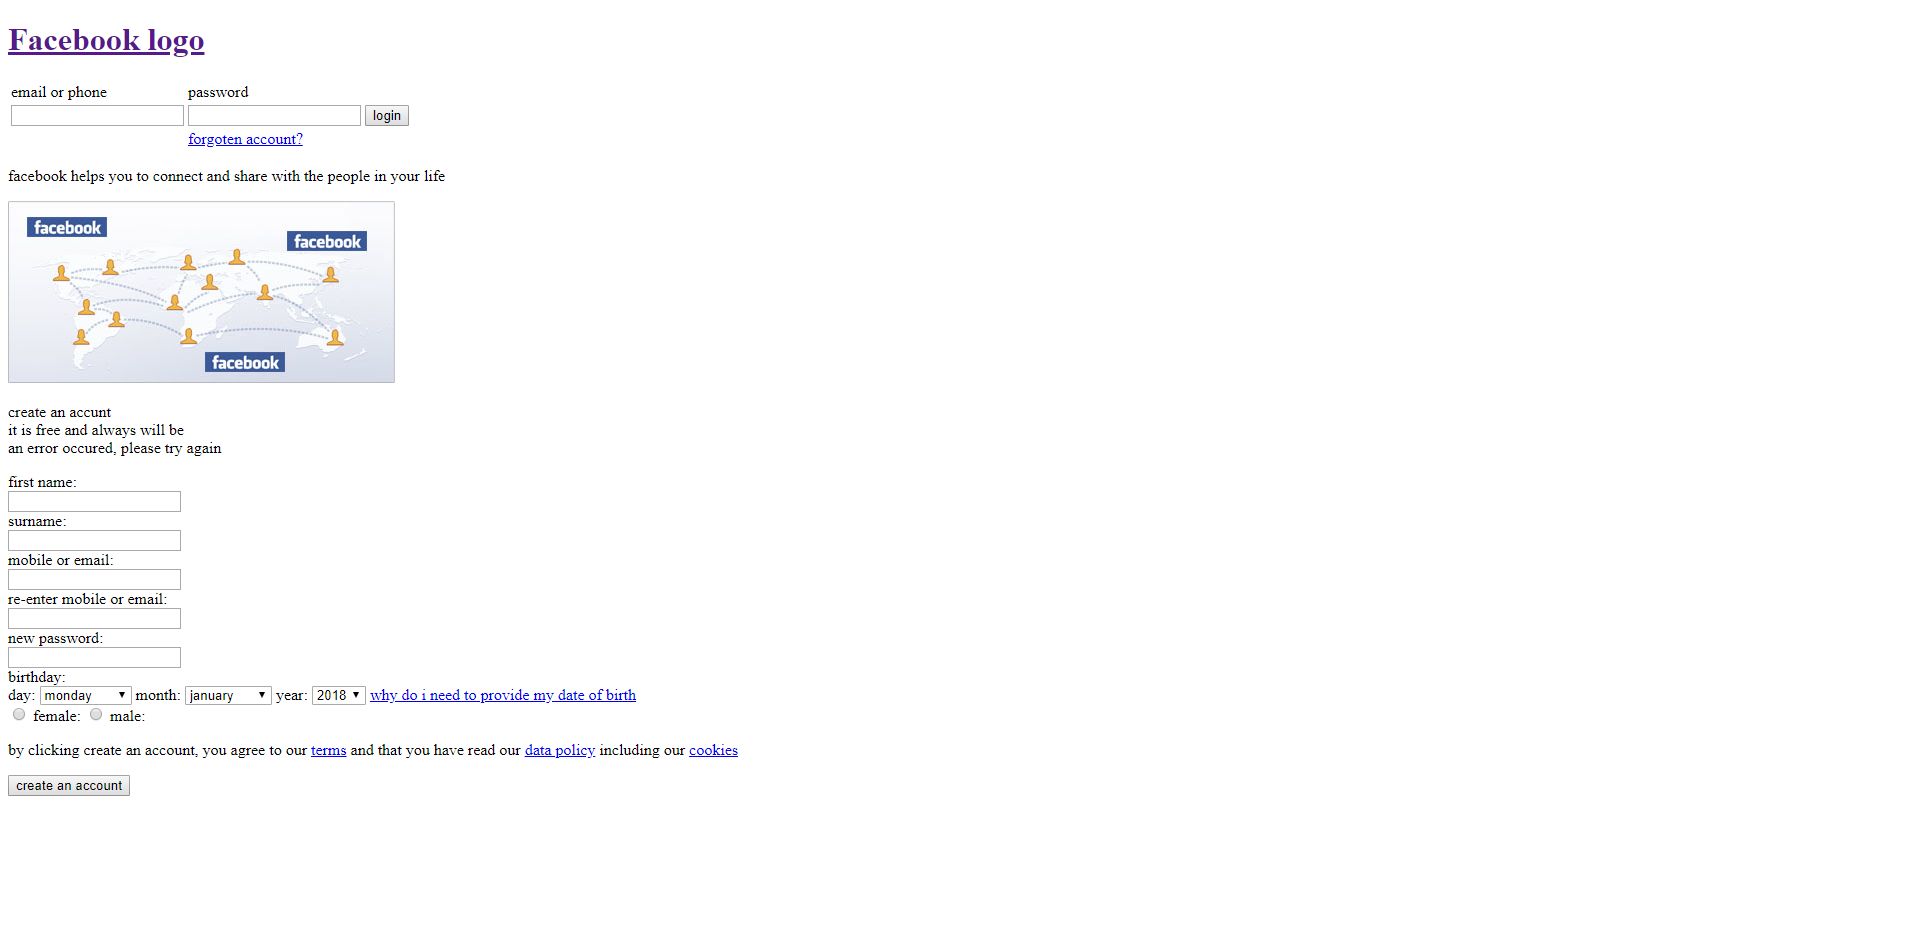 Facebook logo
email or phone password
login
forgoten account?
facebook helps you to connect and share with the people in your life
facebook
facebook
facebook
create an accunt
it is free and always will be
an error occured, please try again
first name:
surname:
mobile or email:
re-enter mobile or email:
new password:
birthday:
day: monday month: january year: 2018 why do i need to provide my date of birth
female: male:
by clicking create an account, you agree to our terms and that you have read our data policy including our cookies
create an account